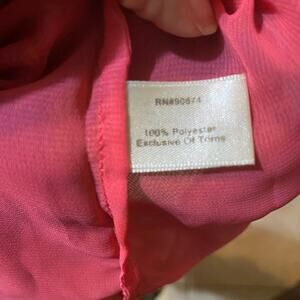 RN#90674
100% Polyester
Exclusive Of Trims